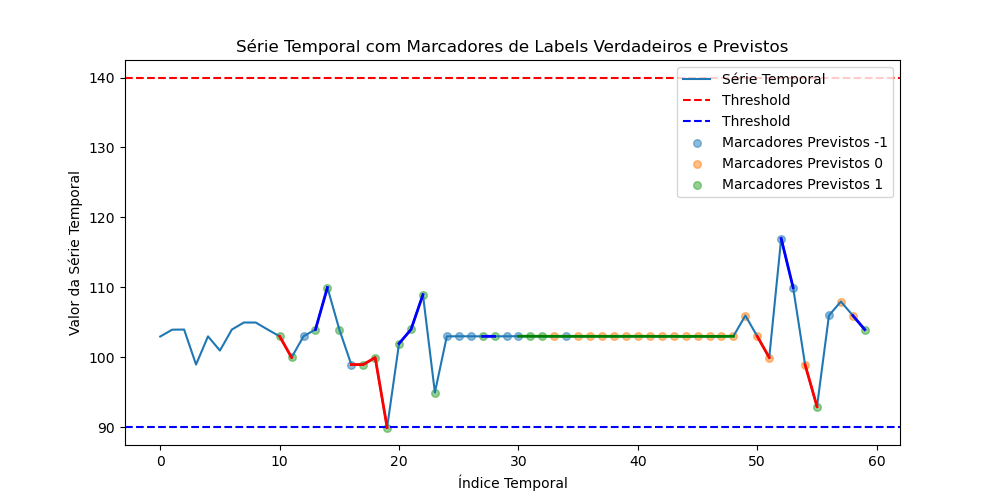 Série Temporal com Marcadores de Labels Verdadeiros e Previstos
Valor da Série Temporal
140
130
120
110
100
90
Série Temporal
Threshold
Threshold
Marcadores Previstos -1
Marcadores Previstos 0
Marcadores Previstos 1
0 10 20 30 40 50 60
Índice Temporal